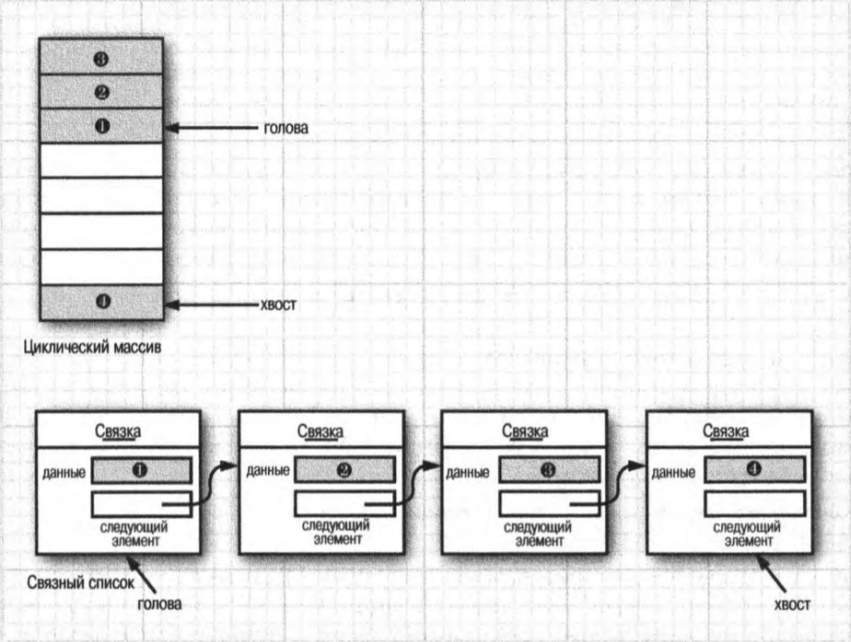 ❸
❷
❶
голова
❹
хвост
Циклический массив
Связка
Связка
Связка
Связка
данные ❶
данные ❷
данные ❸
данные ❹
следующий
элемент
следующий
элемент
следующий
элемент
следующий
элемент
Связный список
голова
хвост